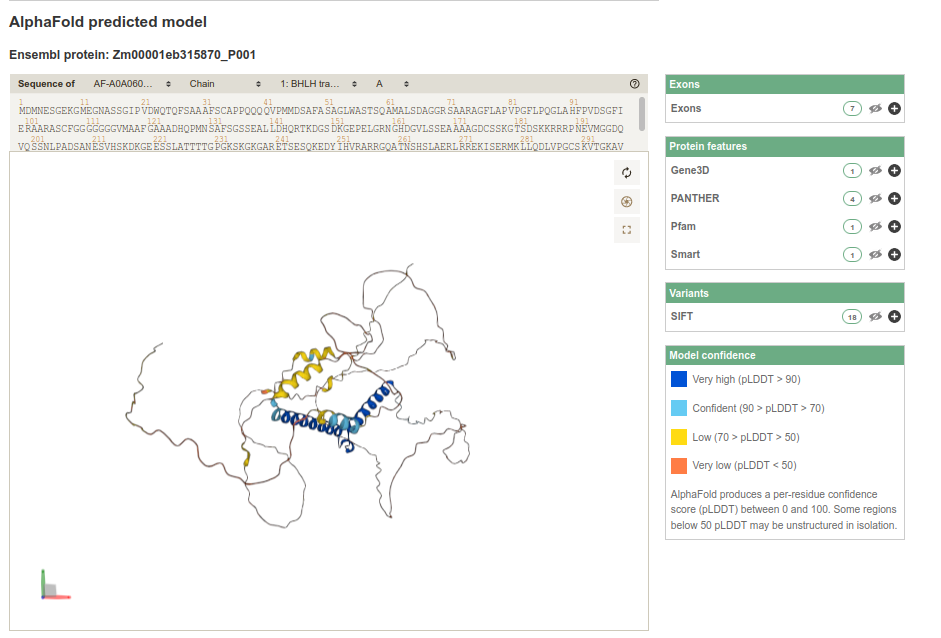 AlphaFold predicted model
Ensembl protein: Zm00001eb315870_P001
Sequence of AF-A0A060... Chain 1: BHLH tra... A
1 11 21 31 41 51 61 71 81 91
MDMNESGEKGMEGNASSGIPVDWQTQFSAAAFSCAPPQQQQVPMMDSAFASAGLWASTSQAMALSDAGGRSAARAGFLAPVPGFLPQGLAHFPVDSGFI
101 111 121 131 141 151 161 171 181 191
ERAARASCFGGGGGGVMAAFGAAADHQPMNSAFSGSSEALLDHQRTKDGSDKGEPELGRNGHDGVLSSEAAAAGDCSSKGTSDSKKRRRPNEVMGGDQ
201 211 221 231 241 251 261 271 281 291
VQSSNLPADSANESVHSKDKGEESSLATTTTGPGKSKGKGARETSESQKEDYIHVRARRGQATNSHSLAERLRREKISERMKLLQDLVPGCSKVTGKAV
Exons
Exons 7
Protein features
Gene3D 1
PANTHER 4
Pfam 1
Smart 1
Variants
SIFT 18
Model confidence
Very high (pLDDT > 90)
Confident (90 > pLDDT > 70)
Low (70 > pLDDT > 50)
Very low (pLDDT < 50)
AlphaFold produces a per-residue confidence
score (pLDDT) between 0 and 100. Some regions
below 50 pLDDT may be unstructured in isolation.